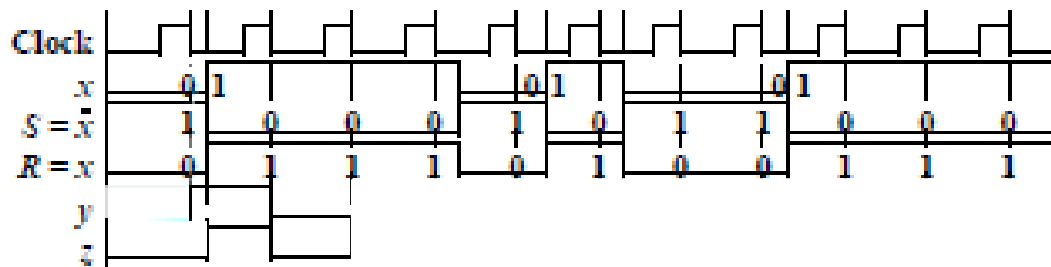 Clock
x 0 1 0 1 0 1
S = x̄ 1 0 0 0 1 0 1 1 0 0 0
R = x 0 1 1 1 0 1 0 0 1 1 1
y
z